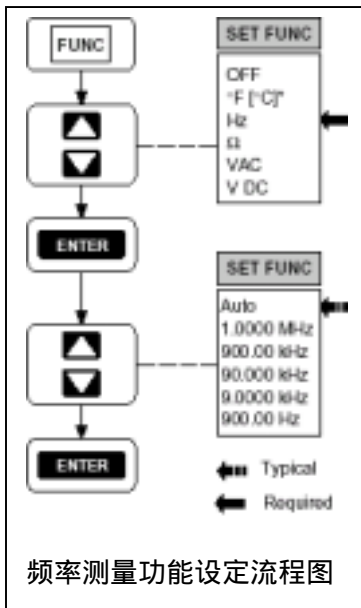 FUNC
SET FUNC
OFF
°F [°C]*
Hz
Ω
VAC
V DC
ENTER
SET FUNC
Auto
1.0000 MHz
900.00 kHz
90.000 kHz
9.0000 kHz
900.00 Hz
ENTER
Typical
Required
频率测量功能设定流程图